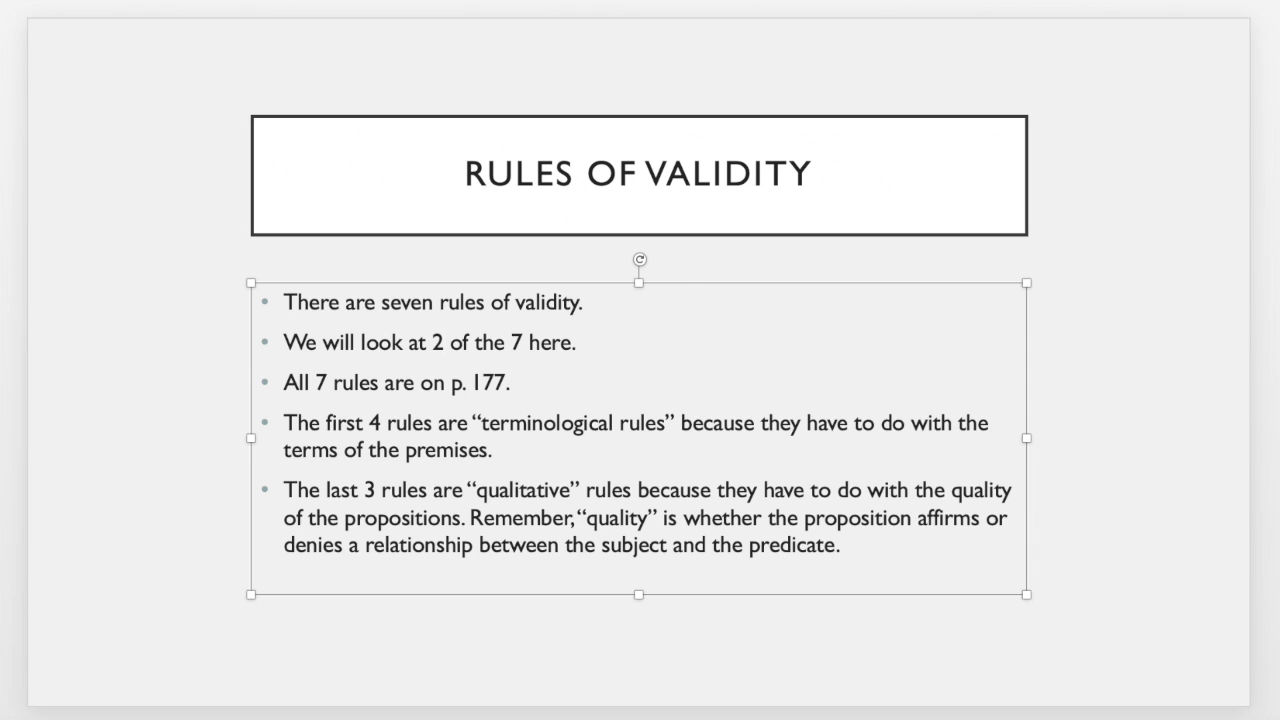 RULES OF VALIDITY
• There are seven rules of validity.
• We will look at 2 of the 7 here.
• All 7 rules are on p. 177.
• The first 4 rules are “terminological rules” because they have to do with the
terms of the premises.
• The last 3 rules are “qualitative” rules because they have to do with the quality
of the propositions. Remember, “quality” is whether the proposition affirms or
denies a relationship between the subject and the predicate.